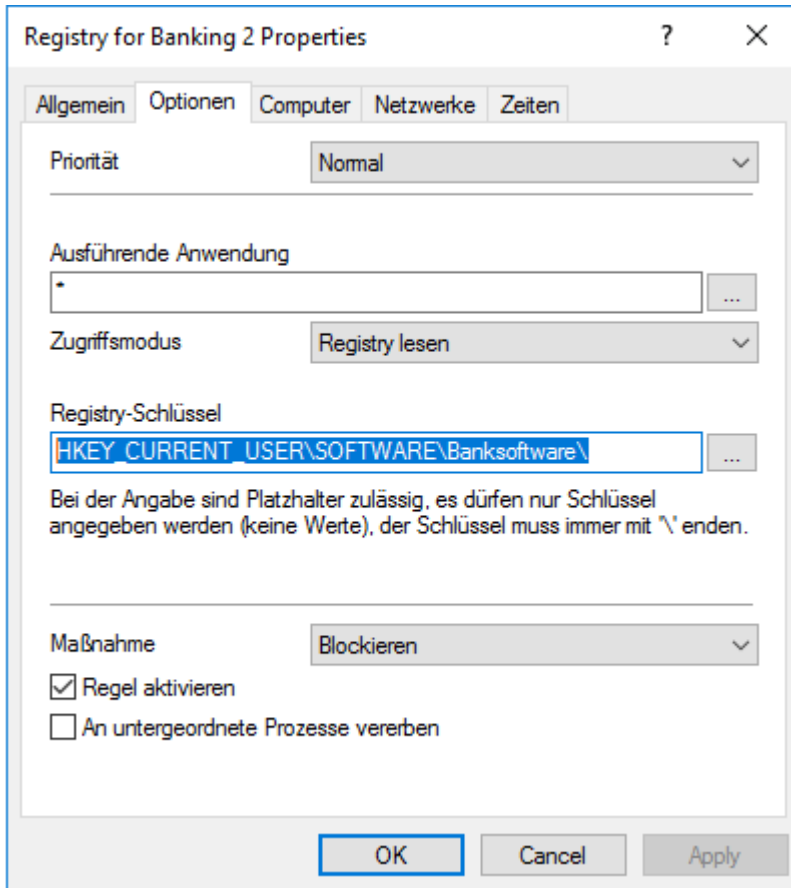 Registry for Banking 2 Properties
Allgemein Optionen Computer Netzwerke Zeiten
Priorität Normal
Ausführende Anwendung
* ...
Zugriffsmodus Registry lesen
Registry-Schlüssel
HKEY_CURRENT_USER\SOFTWARE\Banksoftware\ ...
Bei der Angabe sind Platzhalter zulässig, es dürfen nur Schlüssel
angegeben werden (keine Werte), der Schlüssel muss immer mit '\' enden.
Maßnahme Blockieren
Regel aktivieren
An untergeordnete Prozesse vererben
OK Cancel Apply